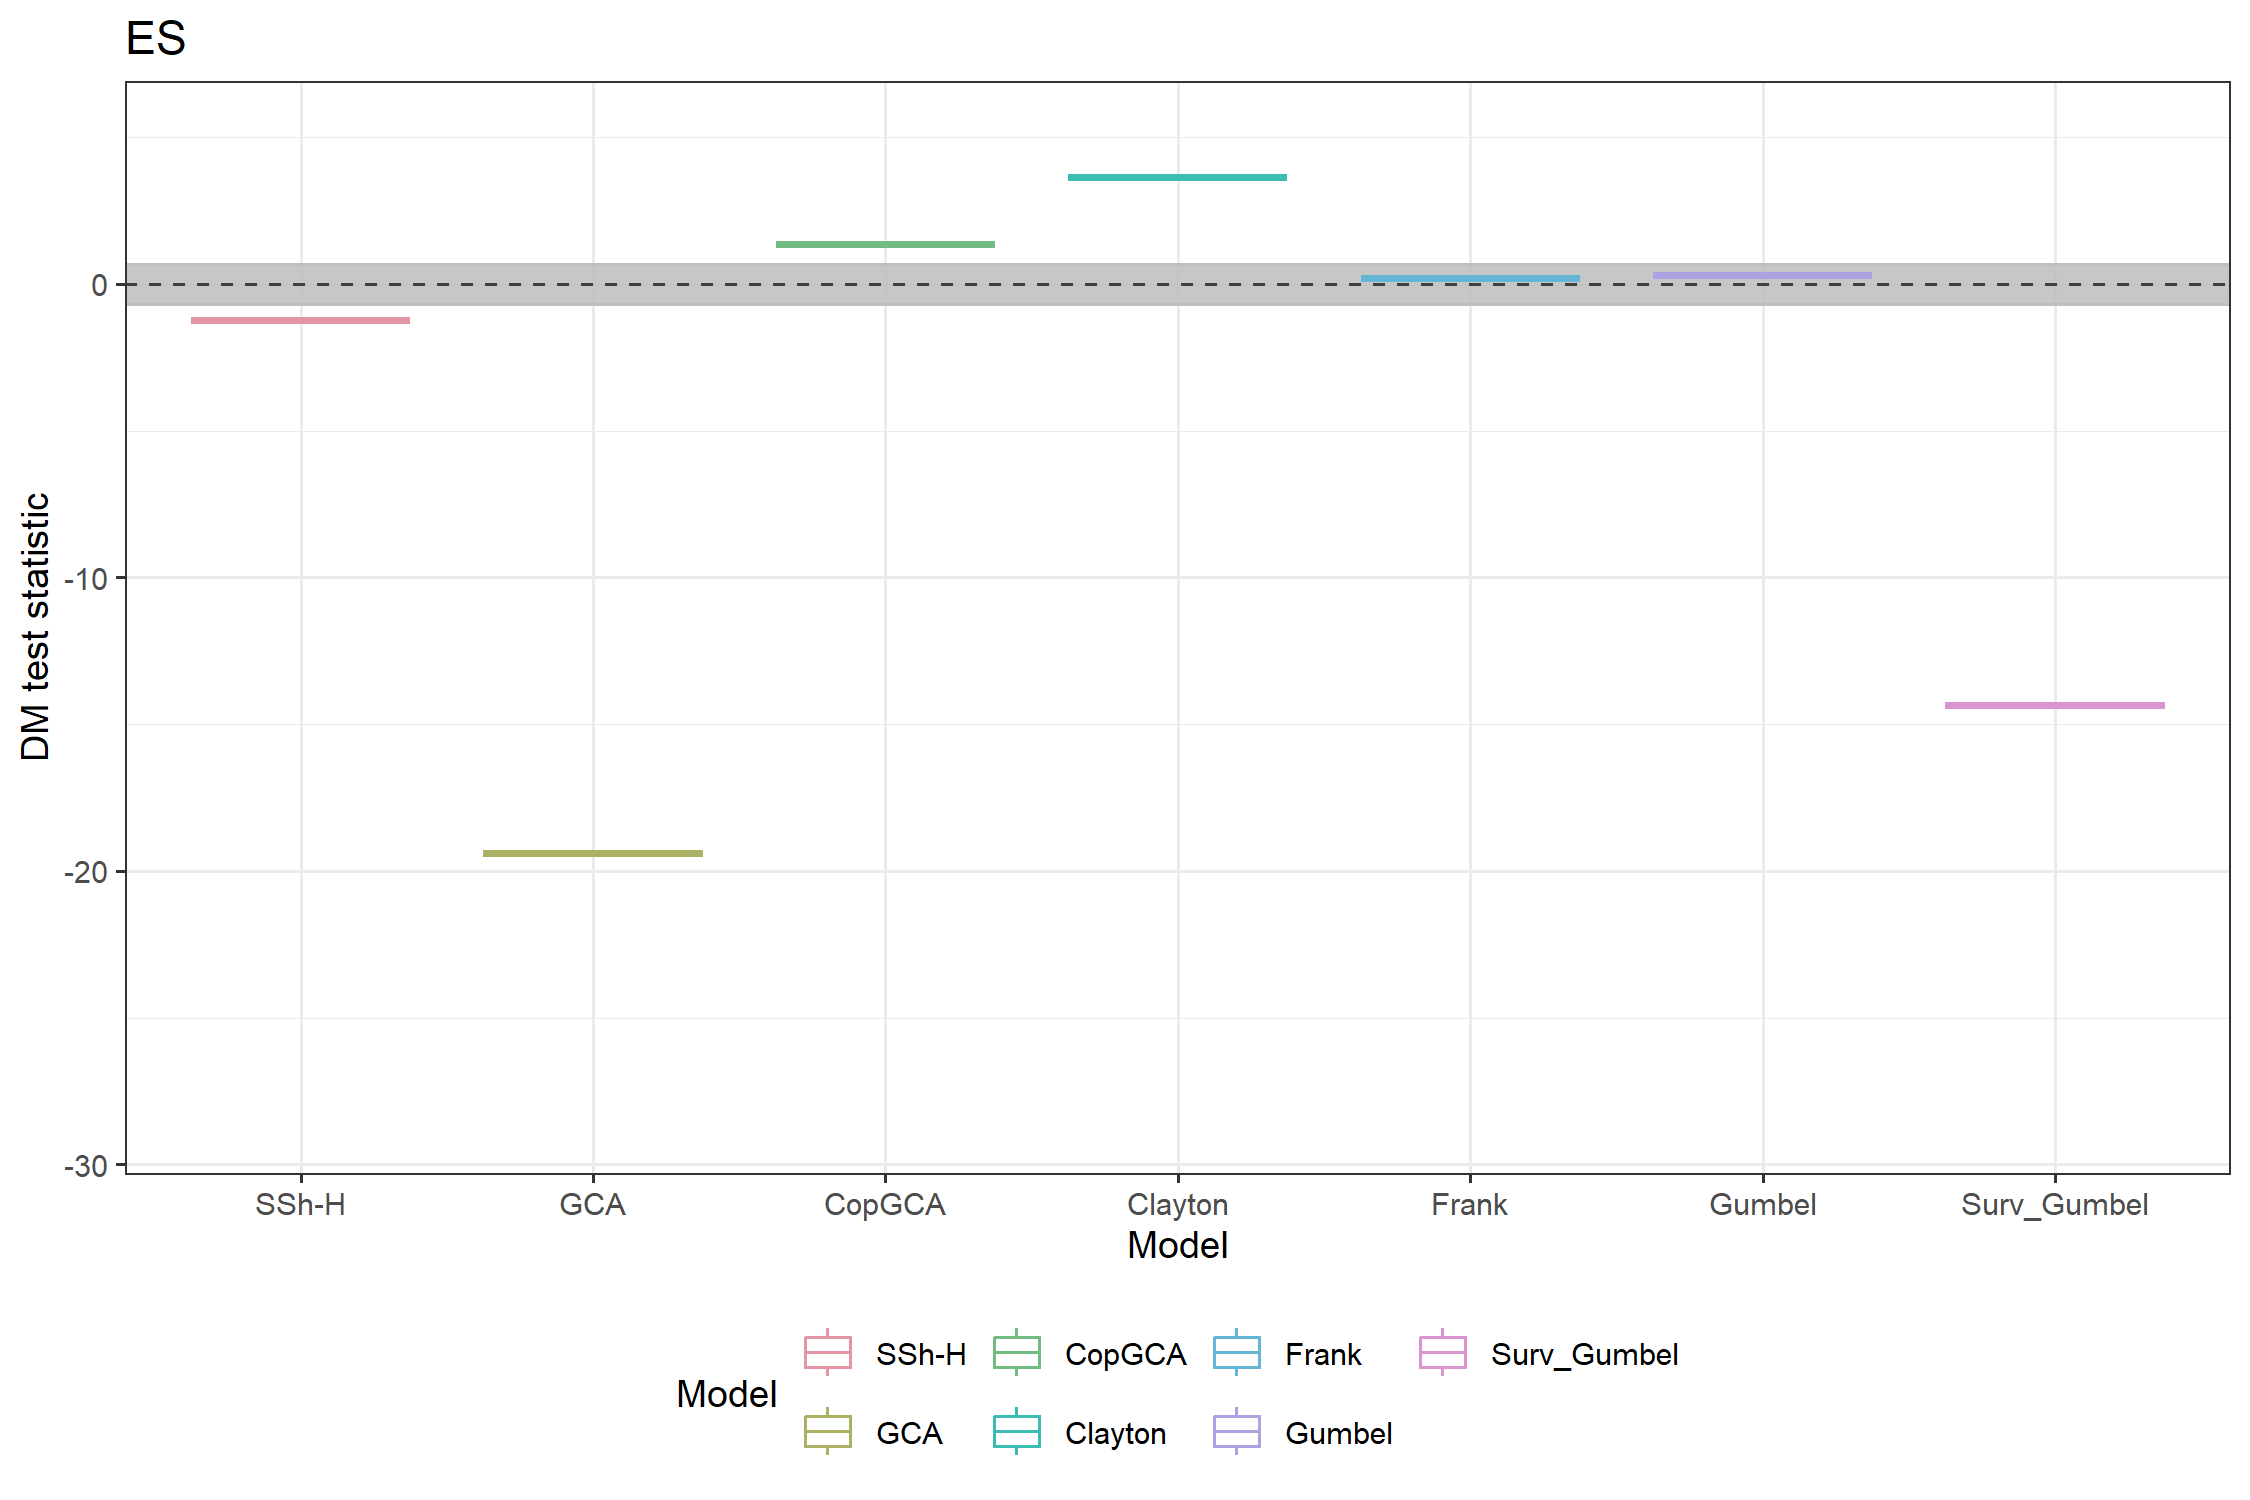 ES
DM test statistic
0
-10
-20
-30
SSh-H GCA CopGCA Clayton Frank Gumbel Surv_Gumbel
Model
Model
SSh-H CopGCA Frank Surv_Gumbel
GCA Clayton Gumbel